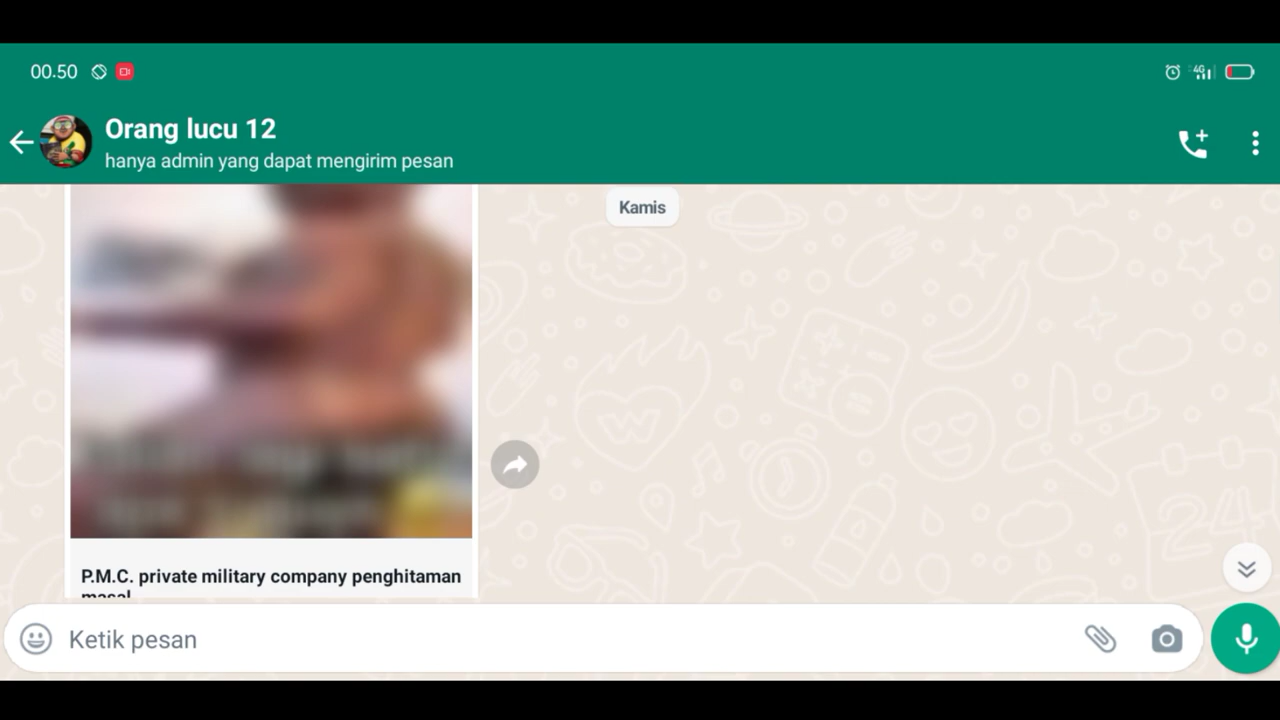 00.50
4G
Orang lucu 12
hanya admin yang dapat mengirim pesan
Kamis
P.M.C. private military company penghitaman
masal
Ketik pesan